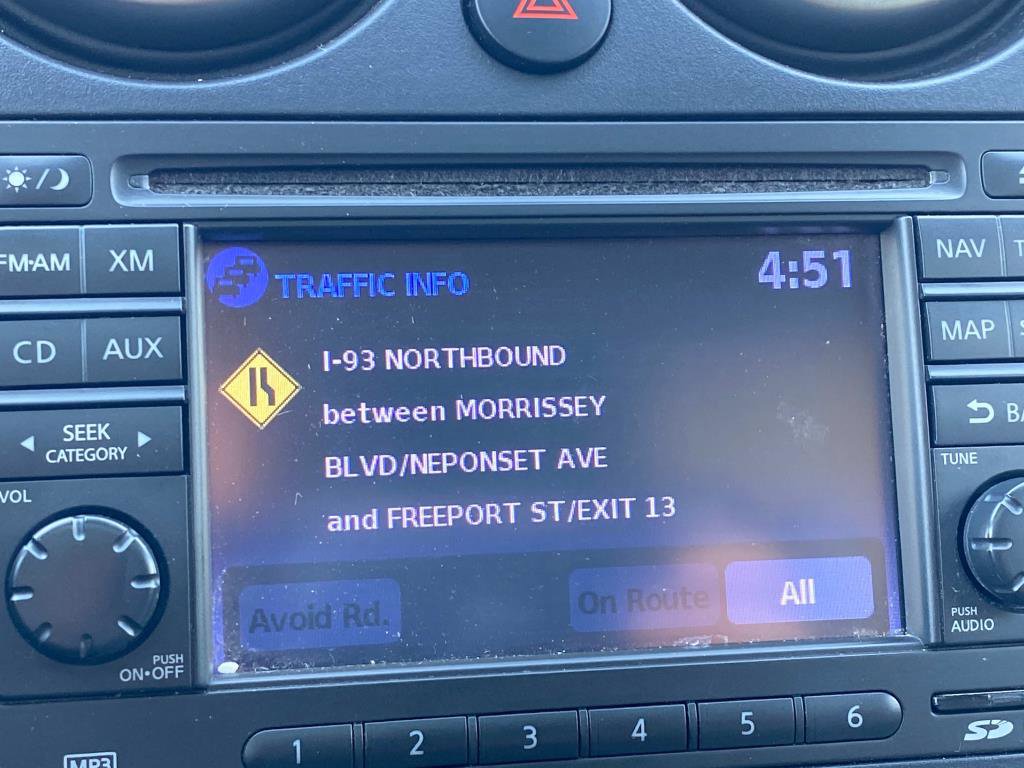 FM·AM
XM
NAV
TRAFFIC INFO
4:51
CD
AUX
MAP
I-93 NORTHBOUND
between MORRISSEY
BLVD/NEPONSET AVE
and FREEPORT ST/EXIT 13
SEEK
CATEGORY
VOL
TUNE
Avoid Rd.
On Route
All
PUSH
AUDIO
PUSH
ON•OFF
1
2
3
4
5
6
MP3
SD